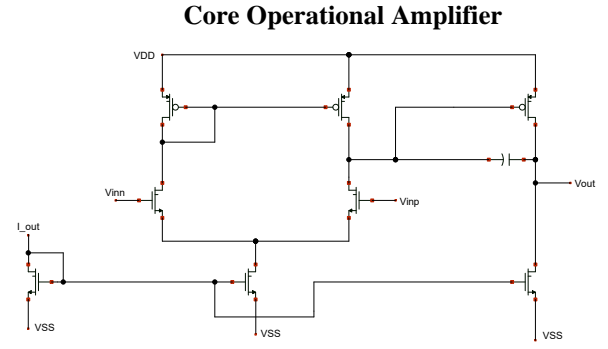 Core Operational Amplifier
VDD
Vinn
Vinp
Vout
I_out
VSS
VSS
VSS